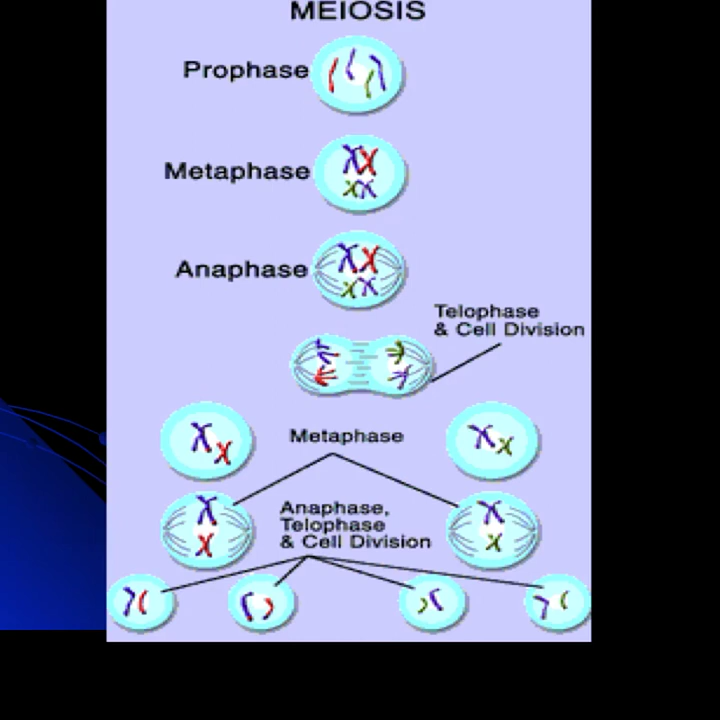 MEIOSIS
Prophase
Metaphase
Anaphase
Telophase
& Cell Division
Metaphase
Anaphase,
Telophase
& Cell Division